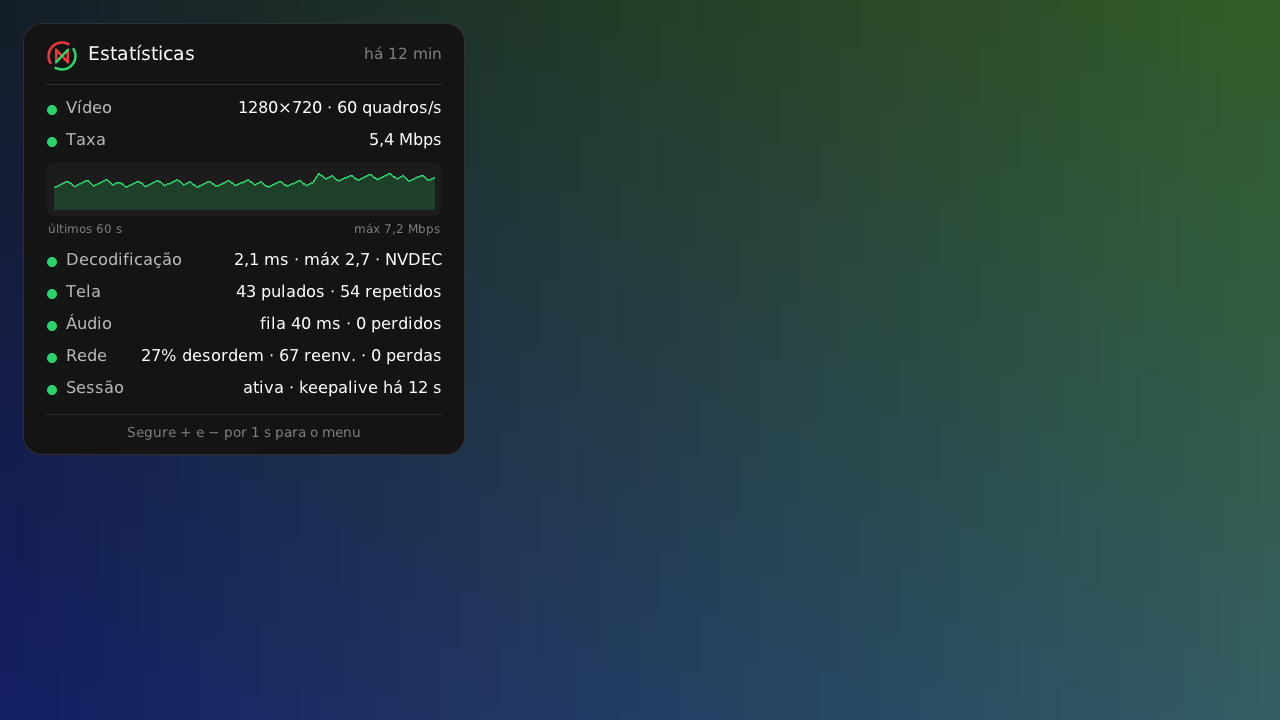 Estatísticas há 12 min
Vídeo 1280×720 · 60 quadros/s
Taxa 5,4 Mbps
últimos 60 s máx 7,2 Mbps
Decodificação 2,1 ms · máx 2,7 · NVDEC
Tela 43 pulados · 54 repetidos
Áudio fila 40 ms · 0 perdidos
Rede 27% desordem · 67 reenv. · 0 perdas
Sessão ativa · keepalive há 12 s
Segure + e − por 1 s para o menu